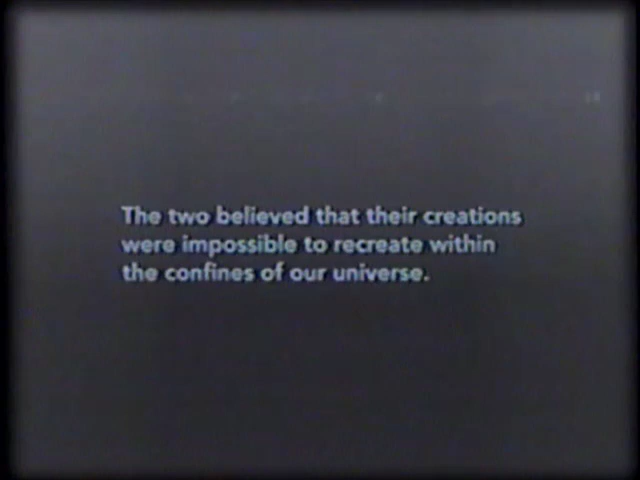 The two believed that their creations
were impossible to recreate within
the confines of our universe.